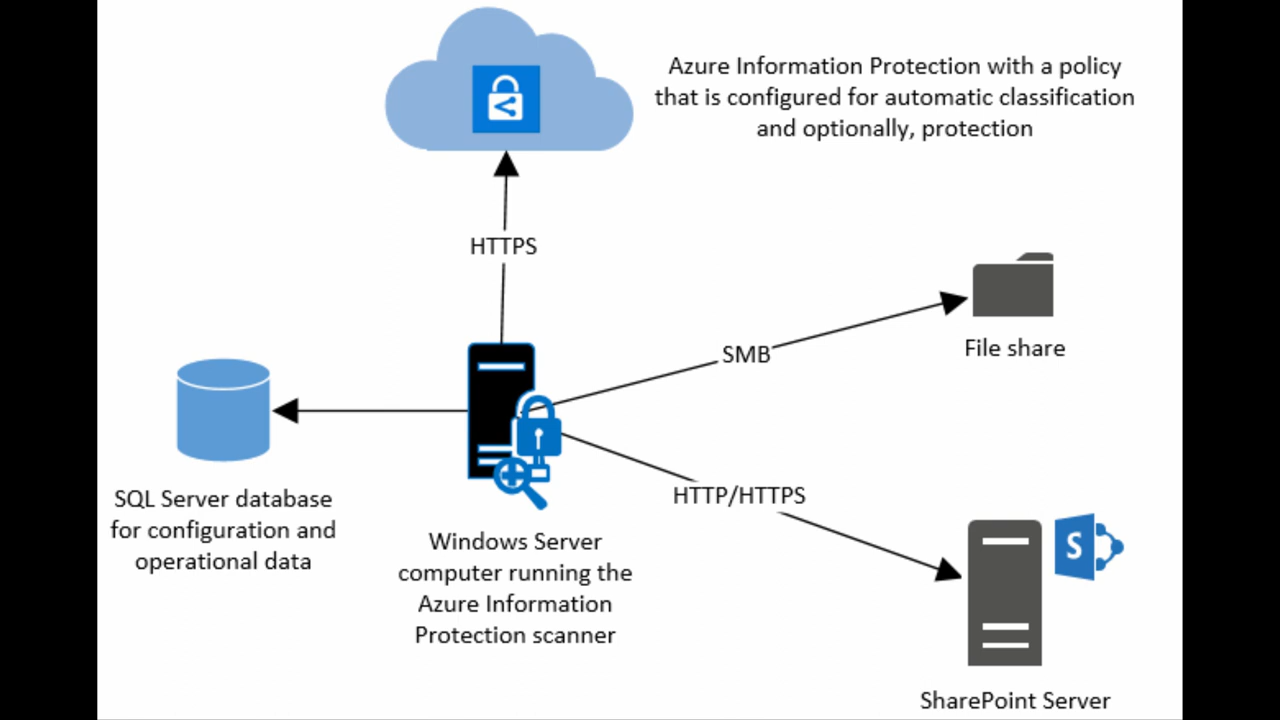 Azure Information Protection with a policy
that is configured for automatic classification
and optionally, protection
HTTPS
File share
SMB
SQL Server database
for configuration and
operational data
HTTP/HTTPS
Windows Server
computer running the
Azure Information
Protection scanner
S
SharePoint Server